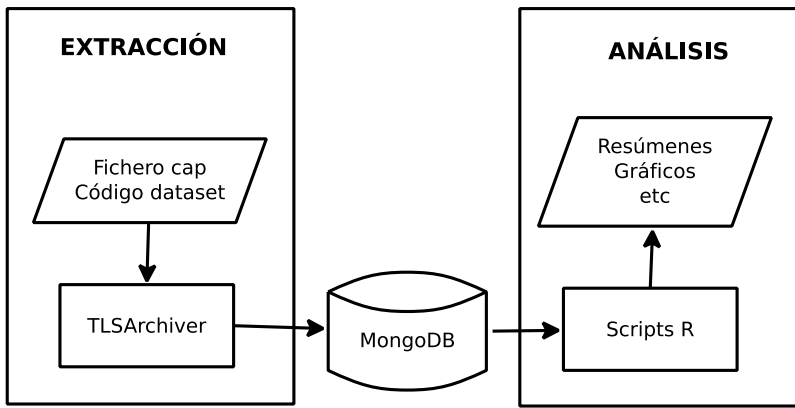 EXTRACCIÓN
Fichero cap
Código dataset
TLSArchiver
MongoDB
ANÁLISIS
Resúmenes
Gráficos
etc
Scripts R